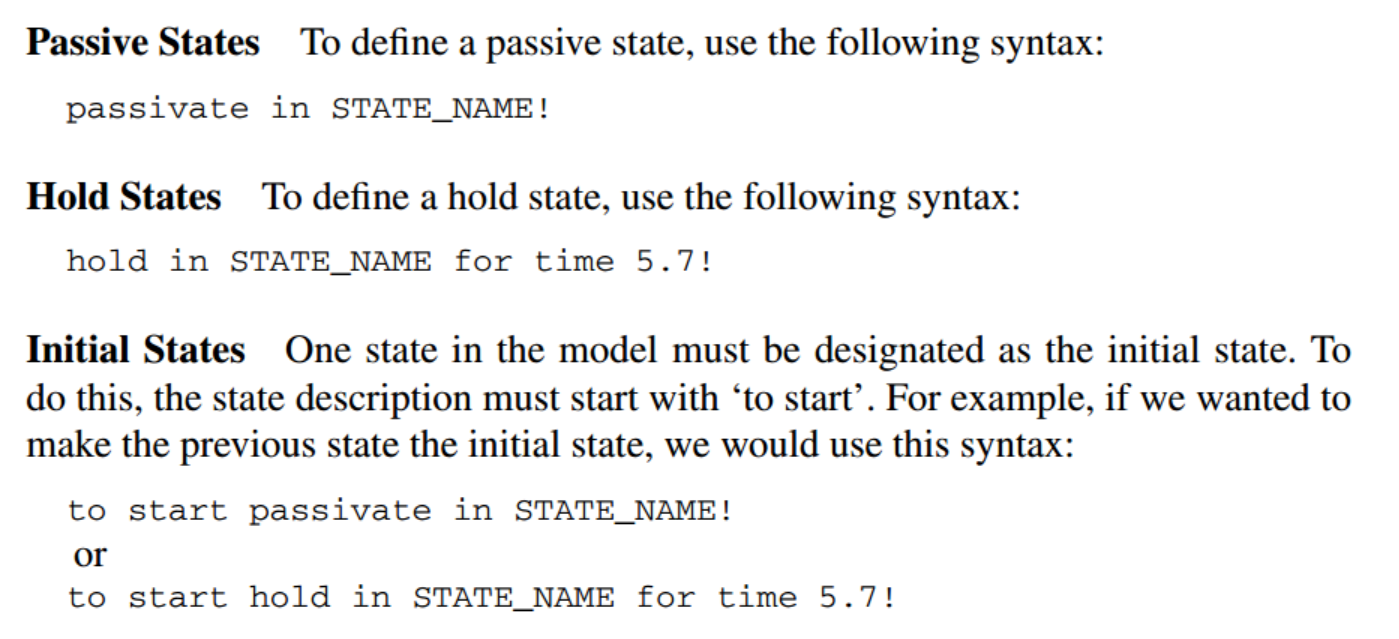 Passive States To define a passive state, use the following syntax:
passivate in STATE_NAME!
Hold States To define a hold state, use the following syntax:
hold in STATE_NAME for time 5.7!
Initial States One state in the model must be designated as the initial state. To
do this, the state description must start with ‘to start’. For example, if we wanted to
make the previous state the initial state, we would use this syntax:
to start passivate in STATE_NAME!
or
to start hold in STATE_NAME for time 5.7!